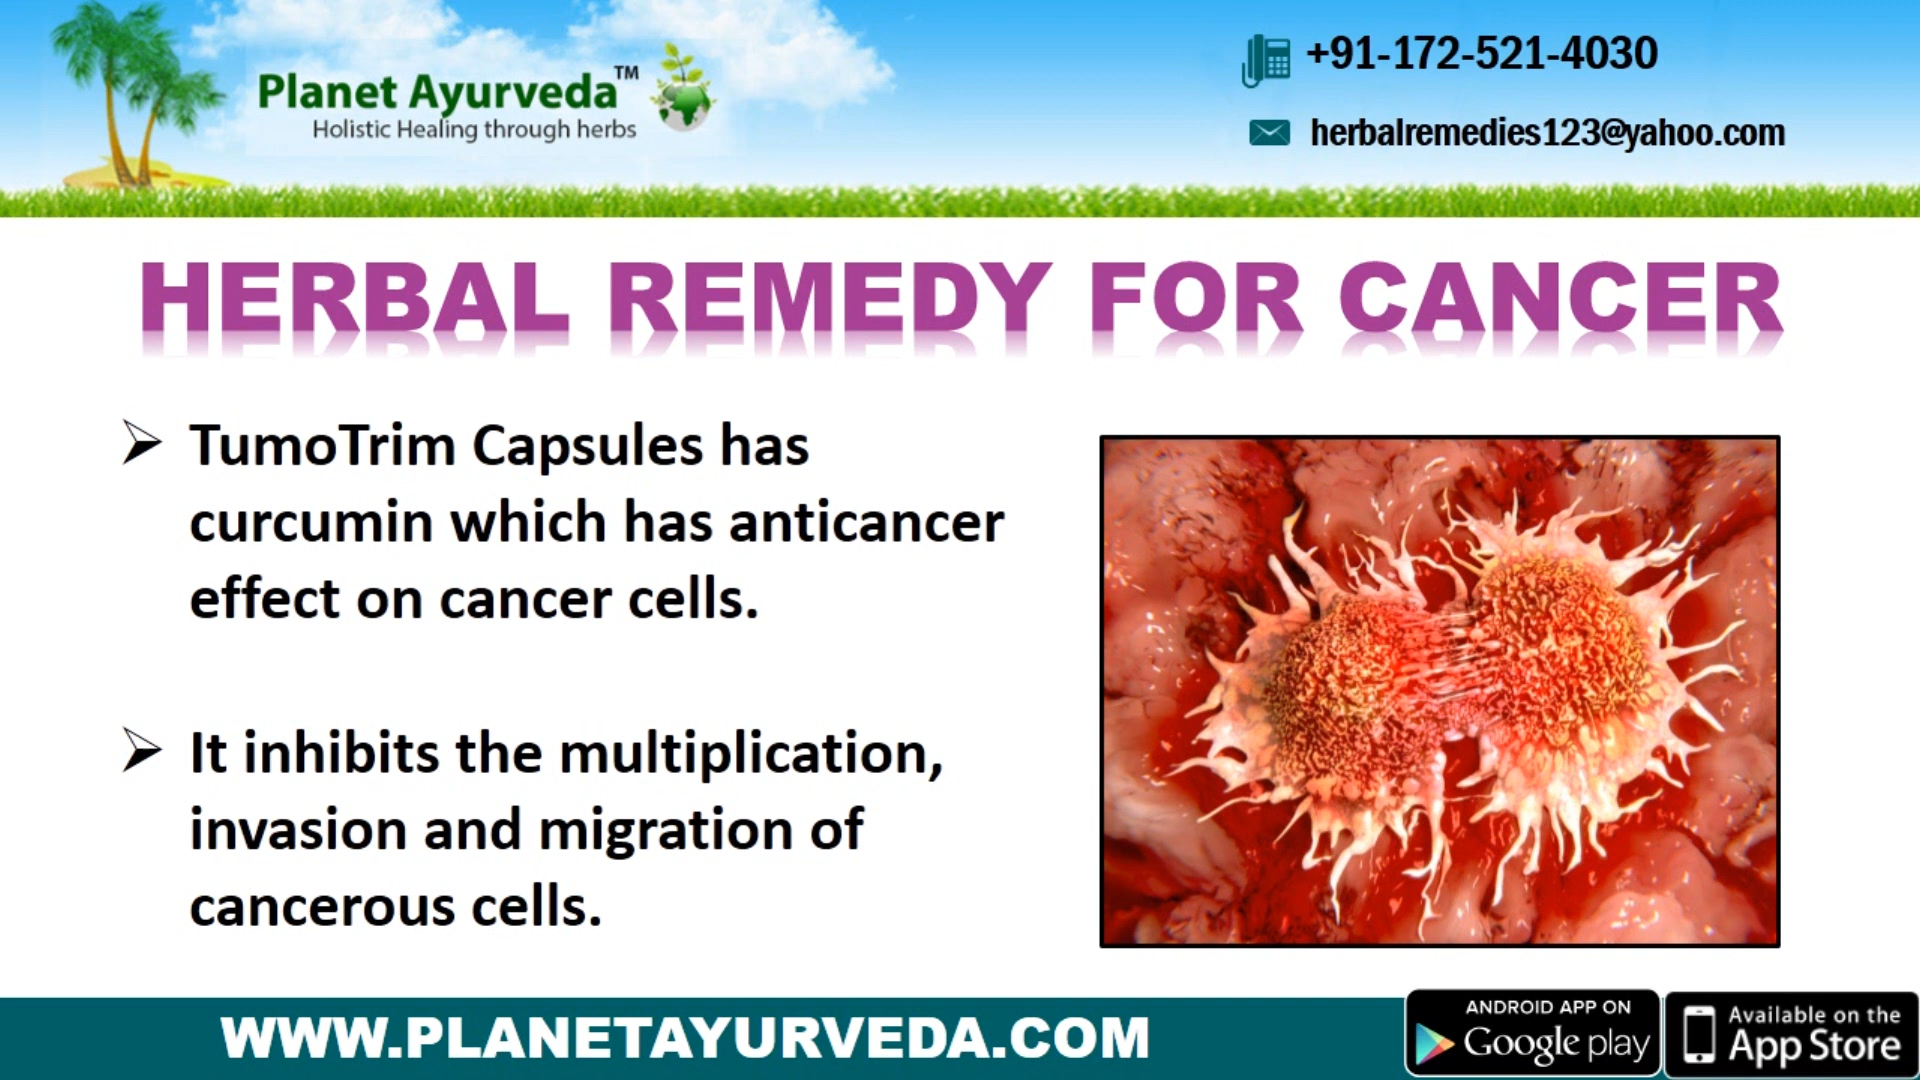 Planet Ayurveda™
Holistic Healing through herbs
+91-172-521-4030
herbalremedies123@yahoo.com
HERBAL REMEDY FOR CANCER
➢ TumoTrim Capsules has
curcumin which has anticancer
effect on cancer cells.
➢ It inhibits the multiplication,
invasion and migration of
cancerous cells.
WWW.PLANETAYURVEDA.COM
ANDROID APP ON
Google play
Available on the
App Store